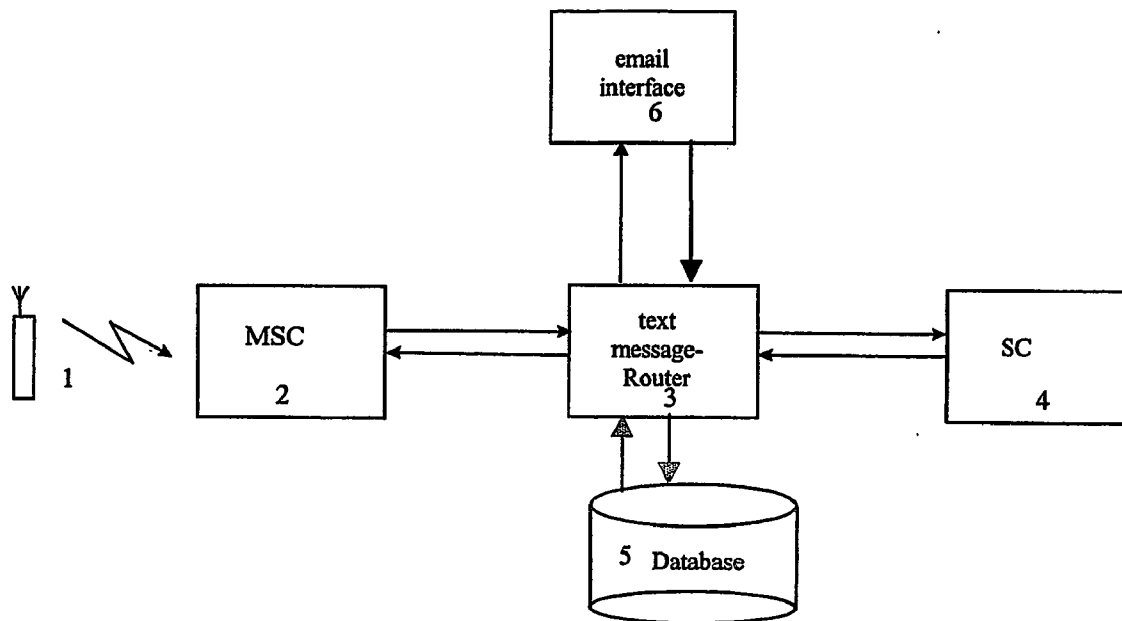 email
interface
6
1
MSC
2
text
message-
Router
3
SC
4
5 Database